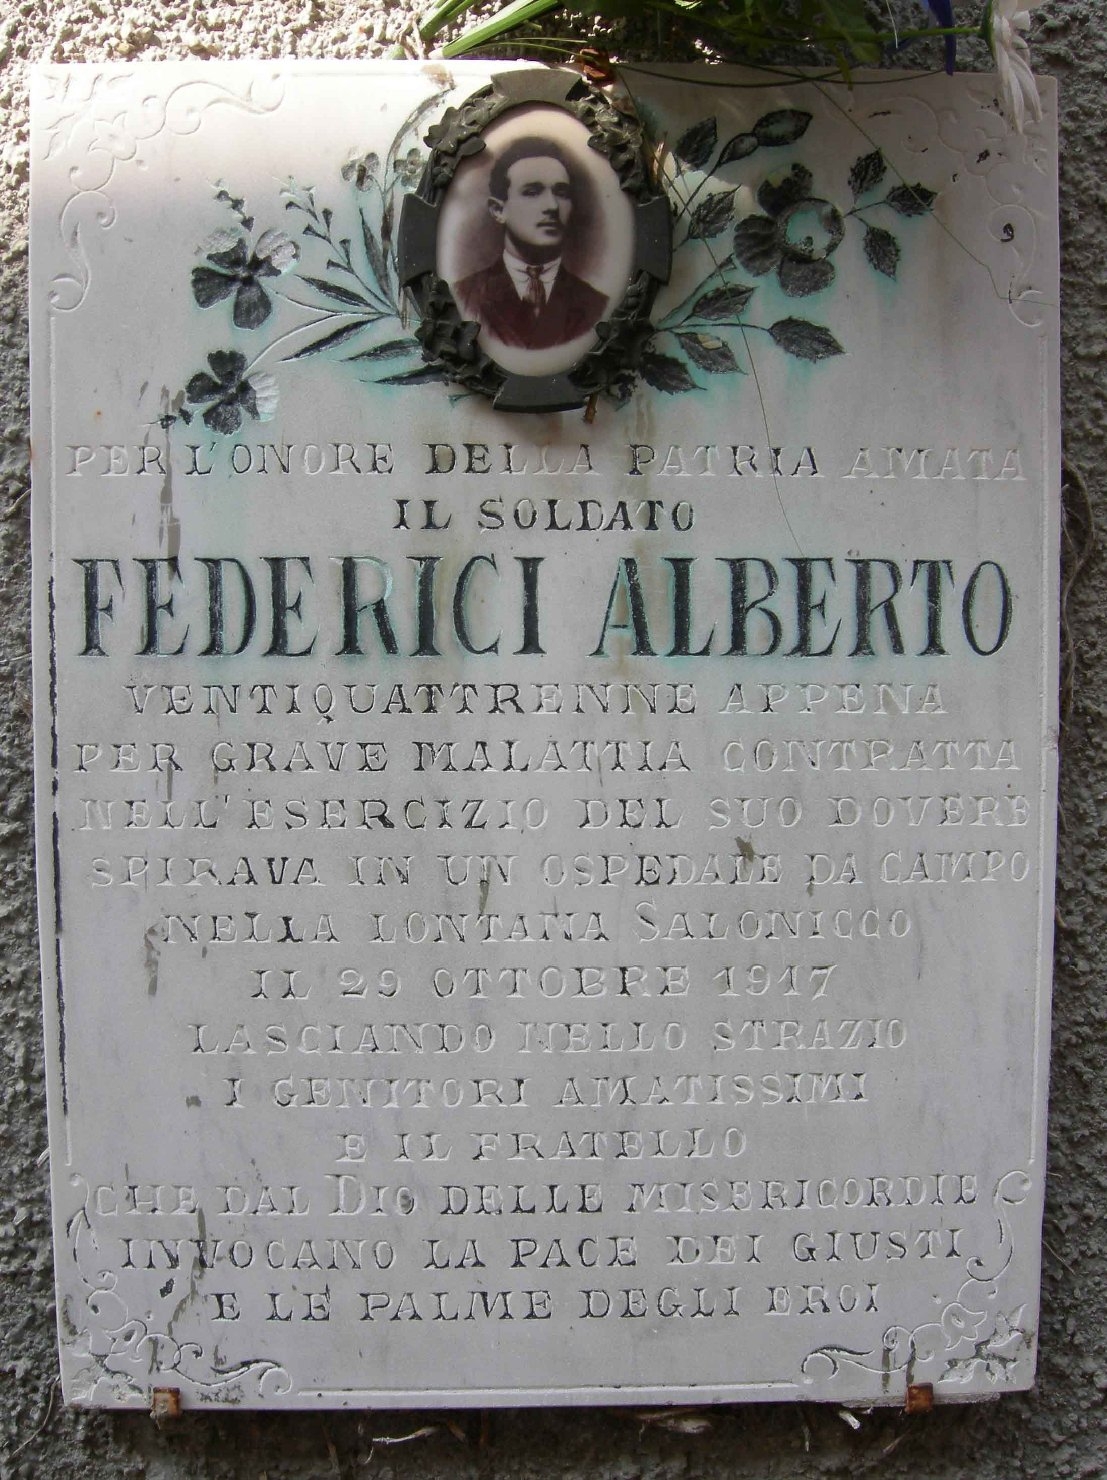 PER L'ONORE DELLA PATRIA AMATA
IL SOLDATO
FEDERICI ALBERTO
VENTIQUATTRENNE APPENA
PER GRAVE MALATTIA CONTRATTA
NELL'ESERCIZIO DEL SUO DOVERE
SPIRAVA IN UN OSPEDALE DA CAMPO
NELLA LONTANA SALONICCO
IL 29 OTTOBRE 1917
LASCIANDO NELLO STRAZIO
I GENITORI AMATISSIMI
E IL FRATELLO
CHE DAL DIO DELLE MISERICORDIE
INVOCANO LA PACE DEI GIUSTI
E LE PALME DEGLI EROI